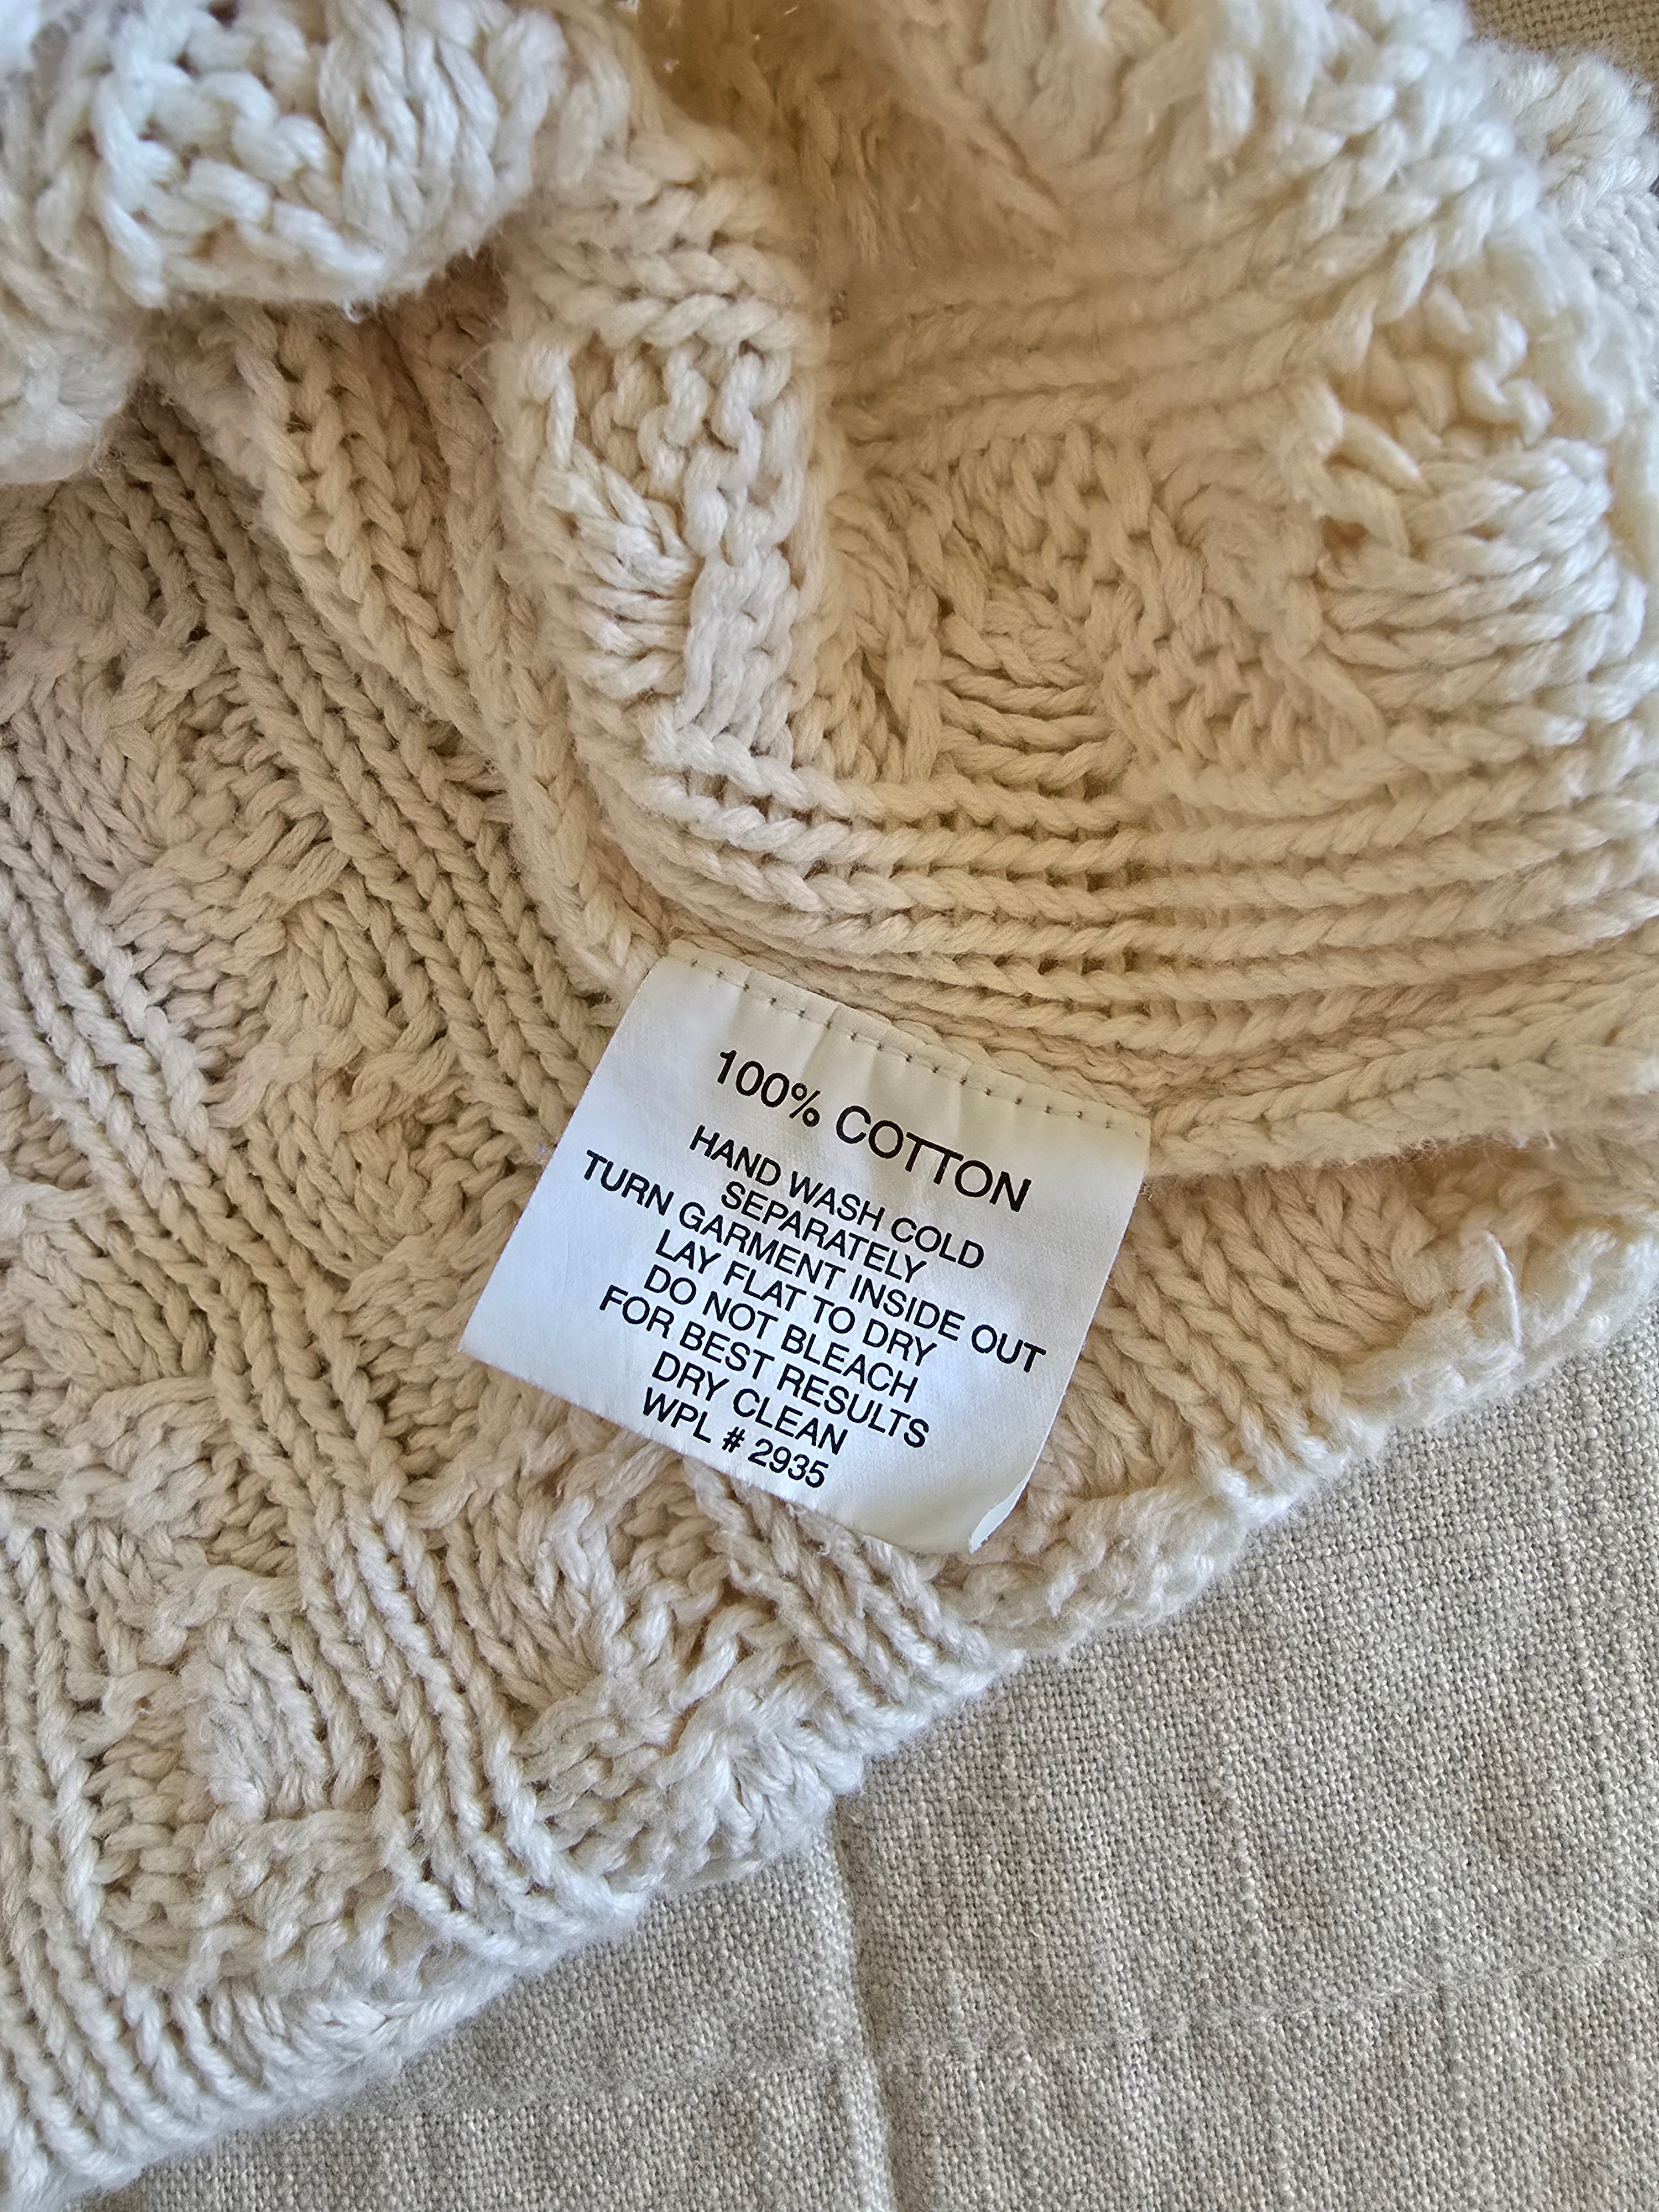 100% COTTON
HAND WASH COLD
SEPARATELY
TURN GARMENT INSIDE OUT
LAY FLAT TO DRY
DO NOT BLEACH
FOR BEST RESULTS
DRY CLEAN
WPL # 2935